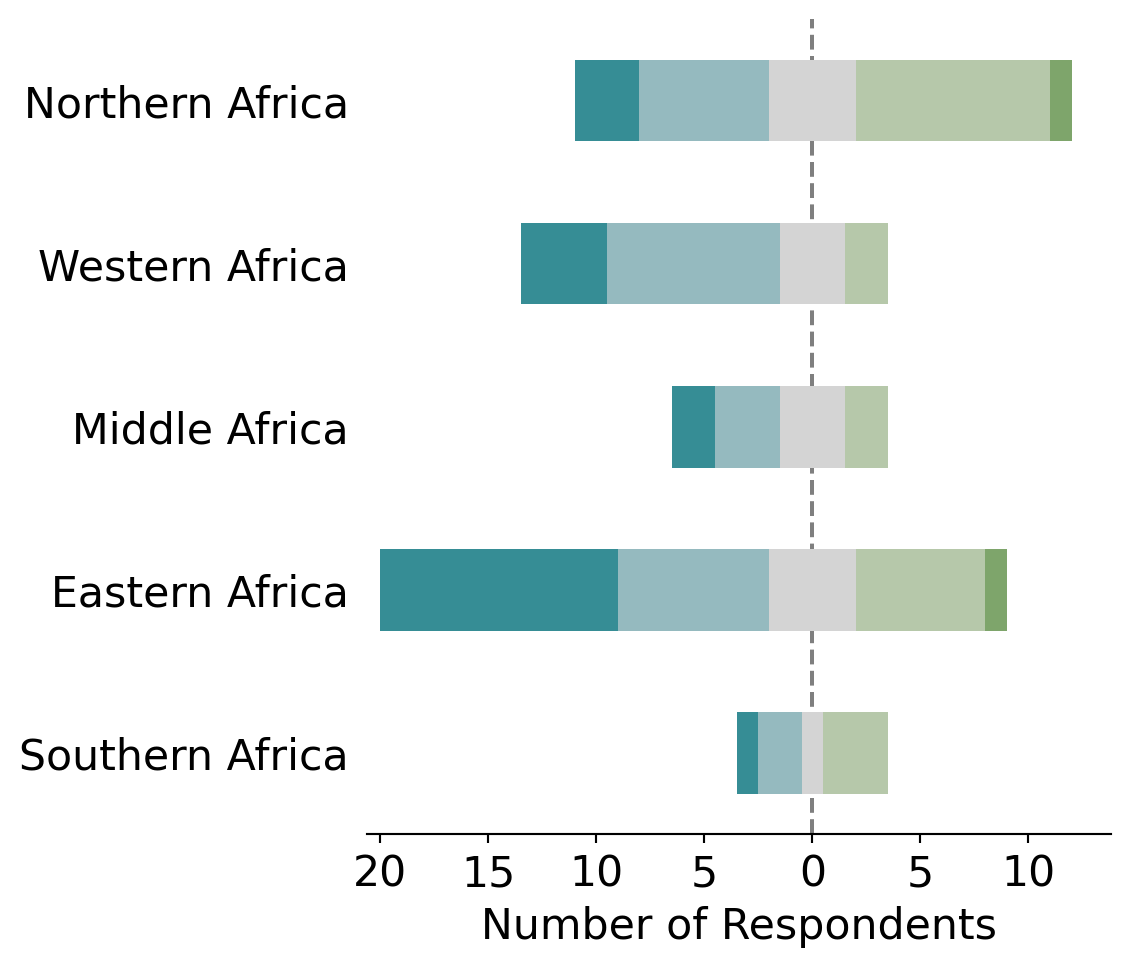 Northern Africa
Western Africa
Middle Africa
Eastern Africa
Southern Africa
20 15 10 5 0 5 10
Number of Respondents